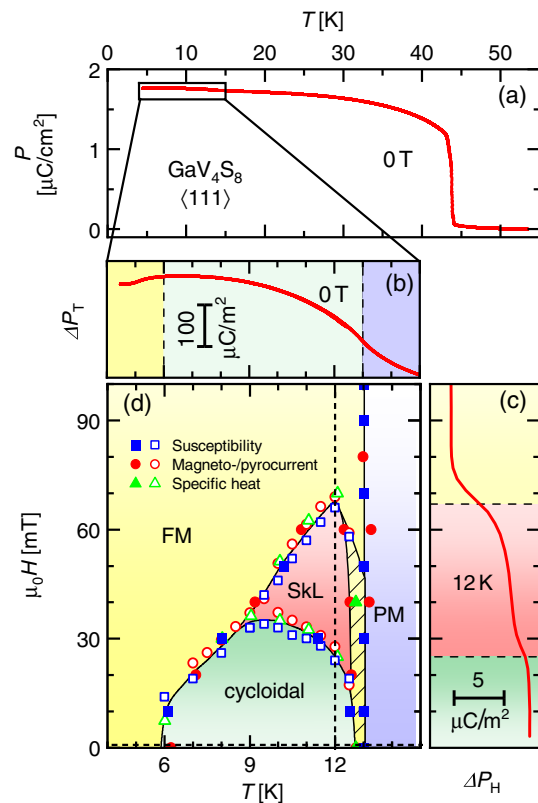 T [K]
0 10 20 30 40 50
2
1
0
P
[μC/cm²]
(a)
0 T
GaV₄S₈
⟨111⟩
ΔP_T
(b)
0 T
100
μC/m²
(d)
(c)
90
60
30
0
μ₀H [mT]
Susceptibility
Magneto-/pyrocurrent
Specific heat
FM
SkL
PM
cycloidal
12 K
5
μC/m²
6 9 12
T [K]
ΔP_H